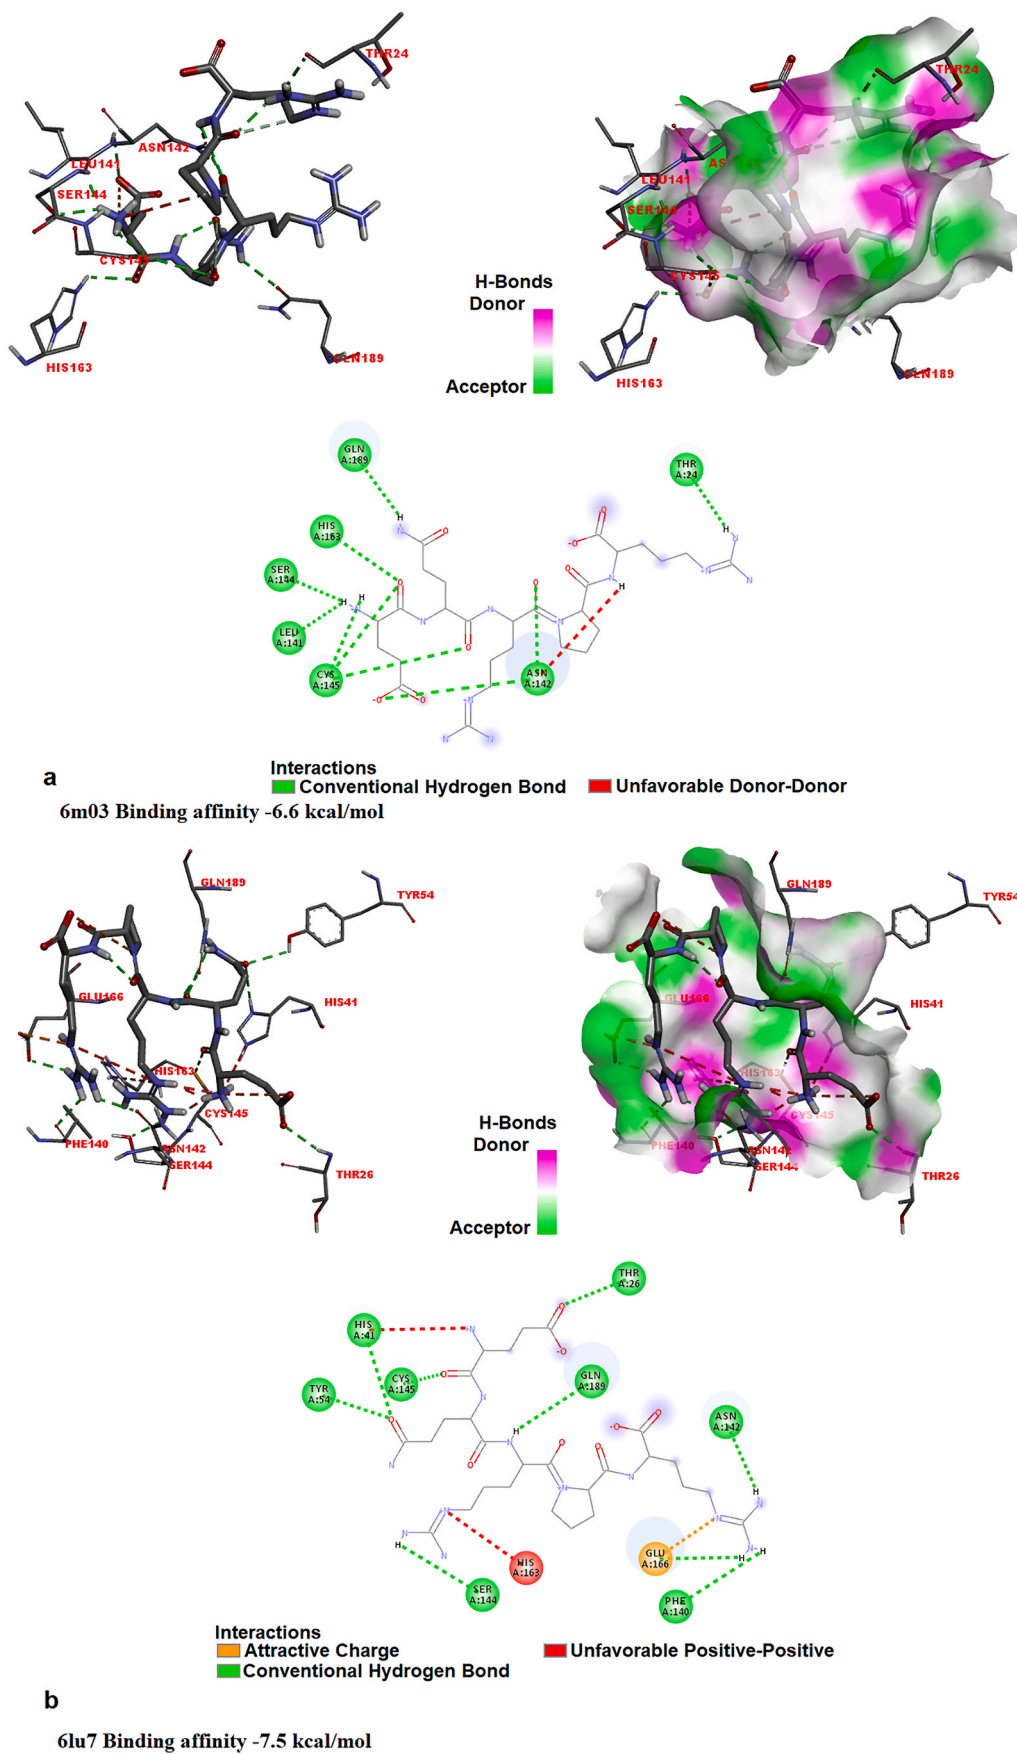 THR24
ASN142
LEU141
SER144
CYS145
HIS163
GLN189
THR24
LEU141
SER144
CYS145
HIS163
GLN189
H-Bonds
Donor
Acceptor
GLN
A:189
THR
A:24
HIS
A:163
SER
A:144
LEU
A:141
CYS
A:145
ASN
A:142
Interactions
Conventional Hydrogen Bond
Unfavorable Donor-Donor
a
6m03 Binding affinity -6.6 kcal/mol
GLN189
TYR54
GLU166
HIS41
HIS163
CYS145
PHE140
ASN142
SER144
THR26
GLN189
TYR54
GLU166
HIS41
HIS163
CYS145
PHE140
ASN142
SER144
THR26
H-Bonds
Donor
Acceptor
THR
A:26
HIS
A:41
CYS
A:145
TYR
A:54
GLN
A:189
ASN
A:142
GLU
A:166
HIS
A:163
SER
A:144
PHE
A:140
Interactions
Attractive Charge
Unfavorable Positive-Positive
Conventional Hydrogen Bond
b
6lu7 Binding affinity -7.5 kcal/mol